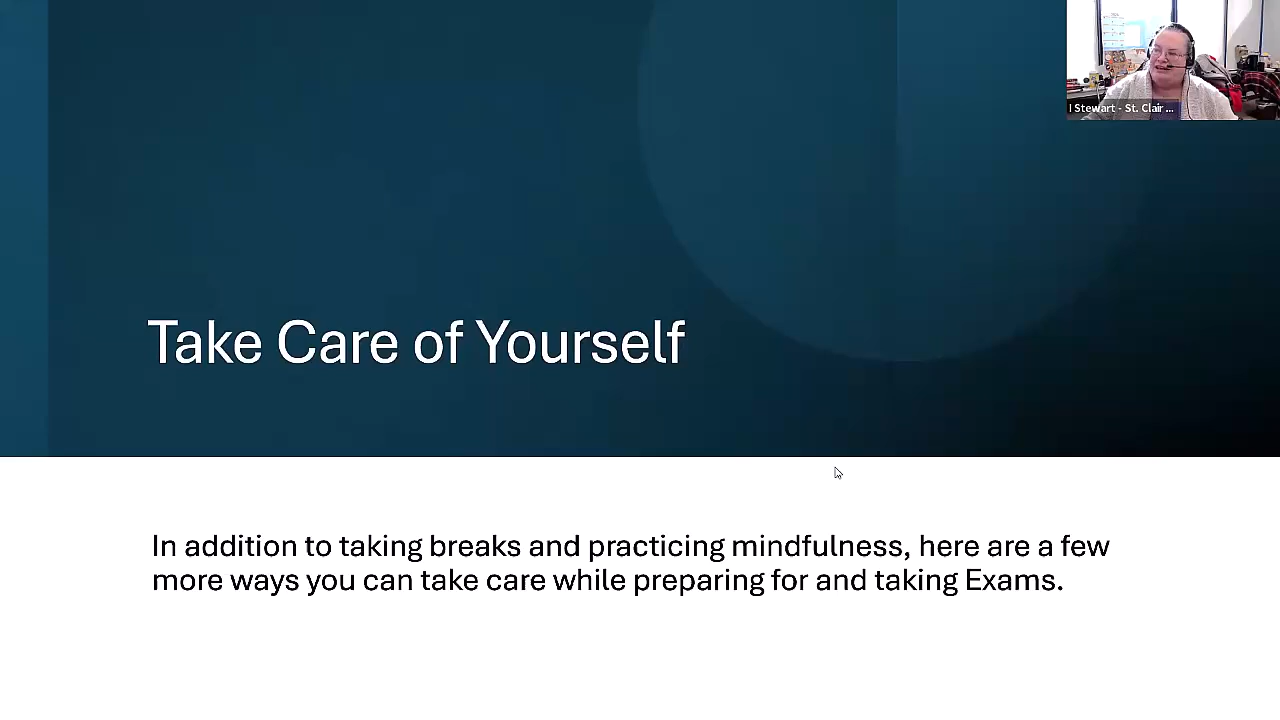 l Stewart - St. Clair ...
Take Care of Yourself
In addition to taking breaks and practicing mindfulness, here are a few
more ways you can take care while preparing for and taking Exams.